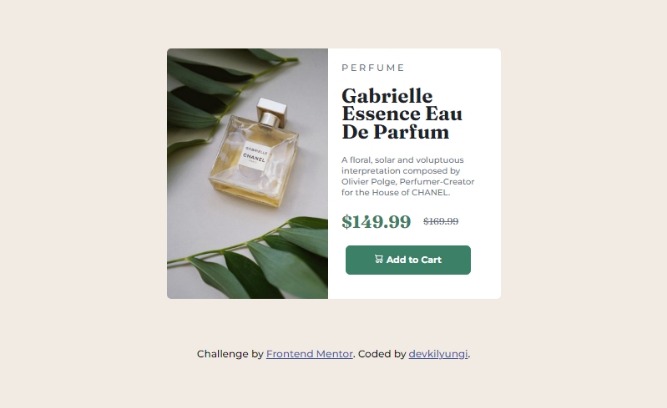 PERFUME
Gabrielle
Essence Eau
De Parfum
A floral, solar and voluptuous
interpretation composed by
Olivier Polge, Perfumer-Creator
for the House of CHANEL.
$149.99 $169.99
Add to Cart
GABRIELLE
CHANEL
Challenge by Frontend Mentor. Coded by devkilyungi.